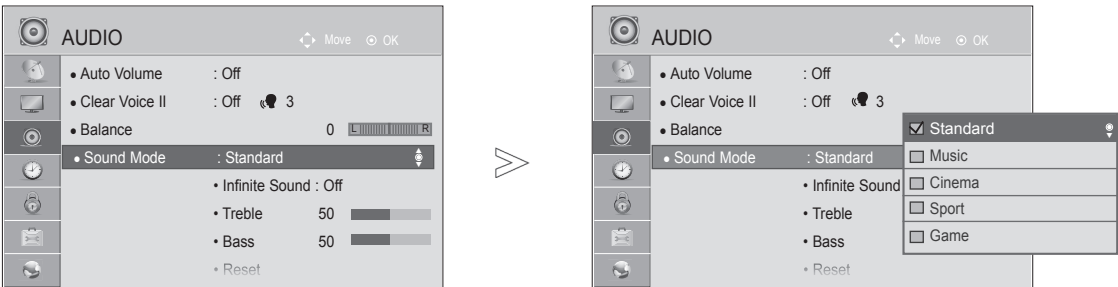 AUDIO
Move OK
• Auto Volume : Off
• Clear Voice II : Off 3
• Balance 0 L R
• Sound Mode : Standard
• Infinite Sound : Off
• Treble 50
• Bass 50
• Reset
AUDIO
Move OK
• Auto Volume : Off
• Clear Voice II : Off 3
• Balance
• Sound Mode : Standard
• Infinite Sound
• Treble
• Bass
• Reset
Standard
Music
Cinema
Sport
Game